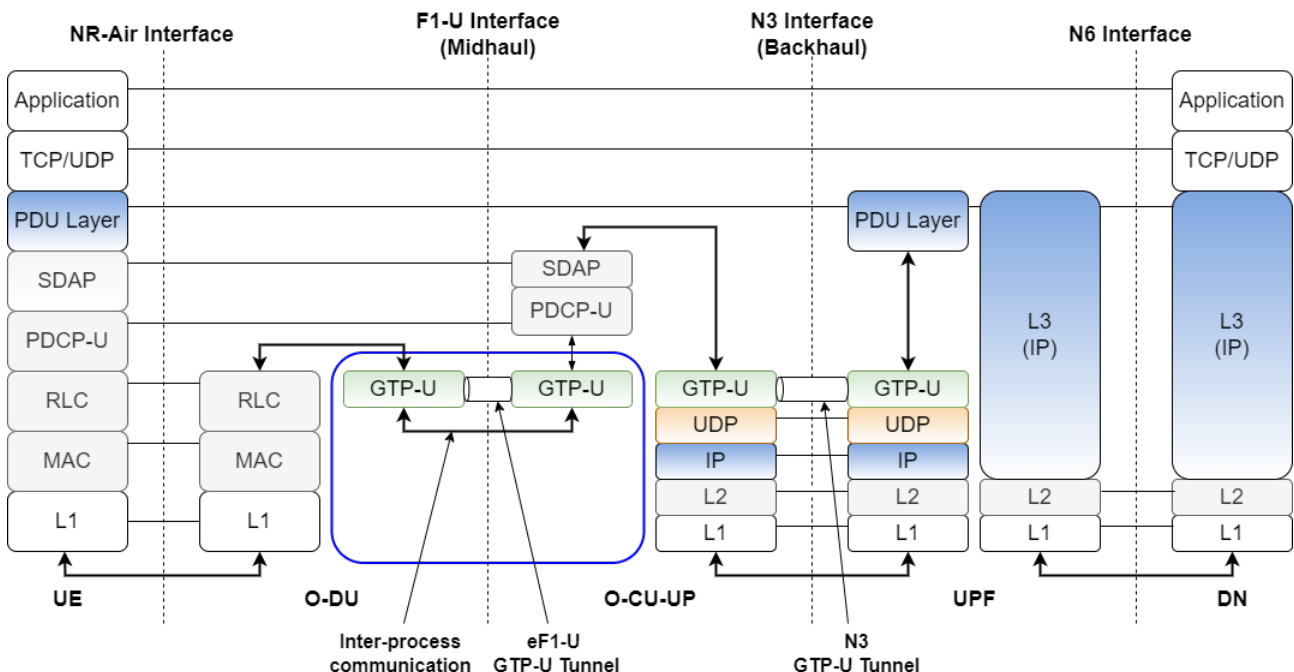 NR-Air Interface
F1-U Interface
(Midhaul)
N3 Interface
(Backhaul)
N6 Interface
Application
Application
TCP/UDP
TCP/UDP
PDU Layer
PDU Layer
SDAP
SDAP
PDCP-U
PDCP-U
L3
(IP)
L3
(IP)
RLC
RLC
GTP-U
GTP-U
GTP-U
GTP-U
UDP
UDP
MAC
MAC
IP
IP
L2
L2
L2
L2
L1
L1
L1
L1
L1
L1
UE
O-DU
O-CU-UP
UPF
DN
Inter-process
communication
eF1-U
GTP-U Tunnel
N3
GTP-U Tunnel